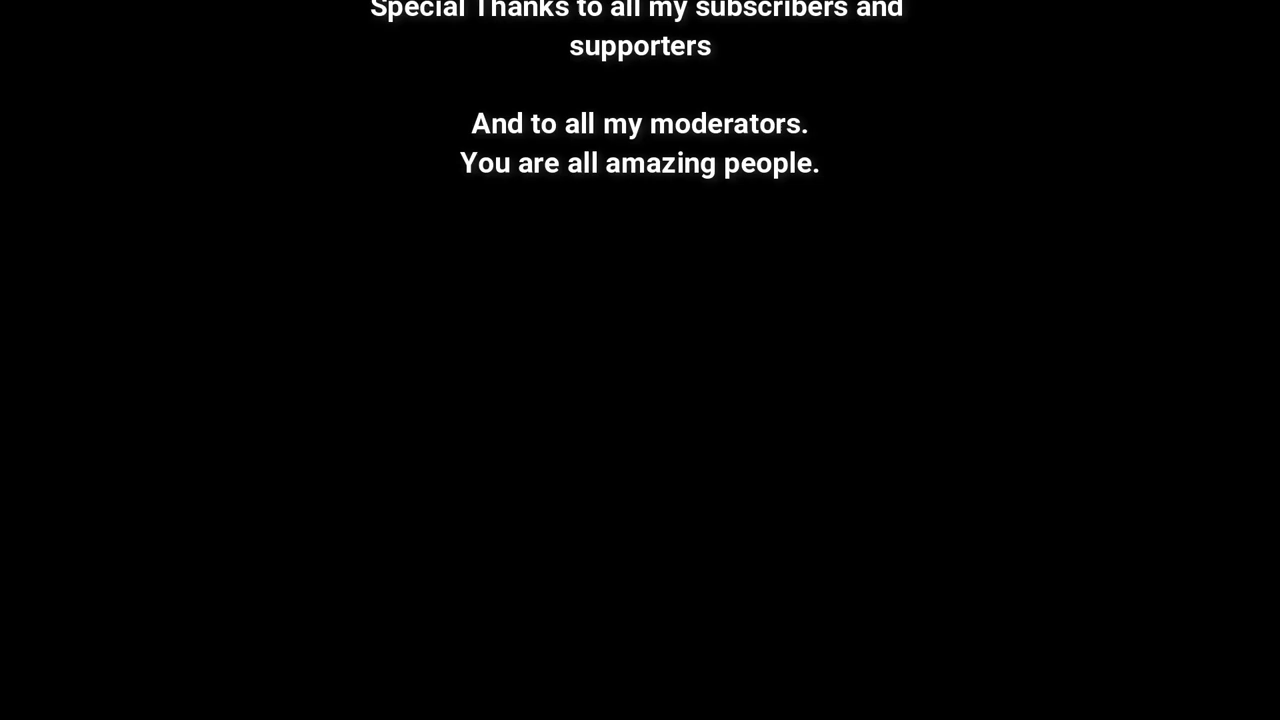 Special Thanks to all my subscribers and
supporters
And to all my moderators.
You are all amazing people.